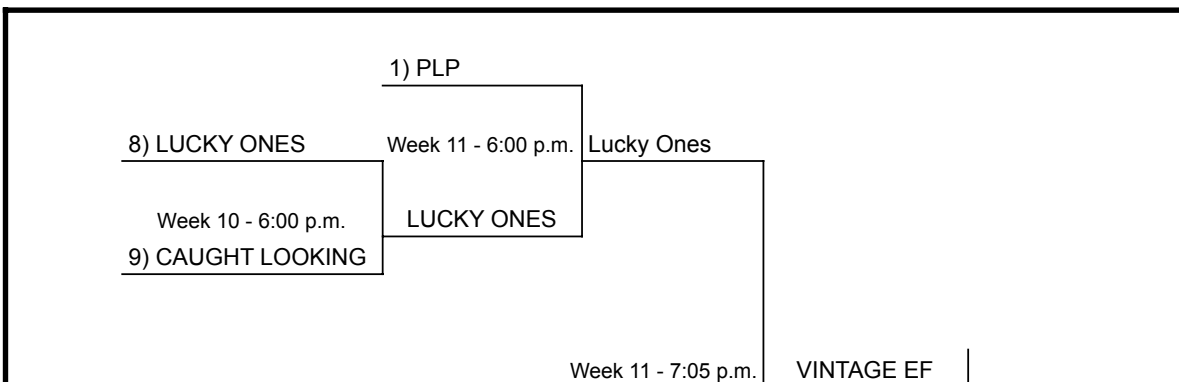 1) PLP
8) LUCKY ONES
Week 11 - 6:00 p.m.
Lucky Ones
Week 10 - 6:00 p.m.
LUCKY ONES
9) CAUGHT LOOKING
Week 11 - 7:05 p.m.
VINTAGE EF